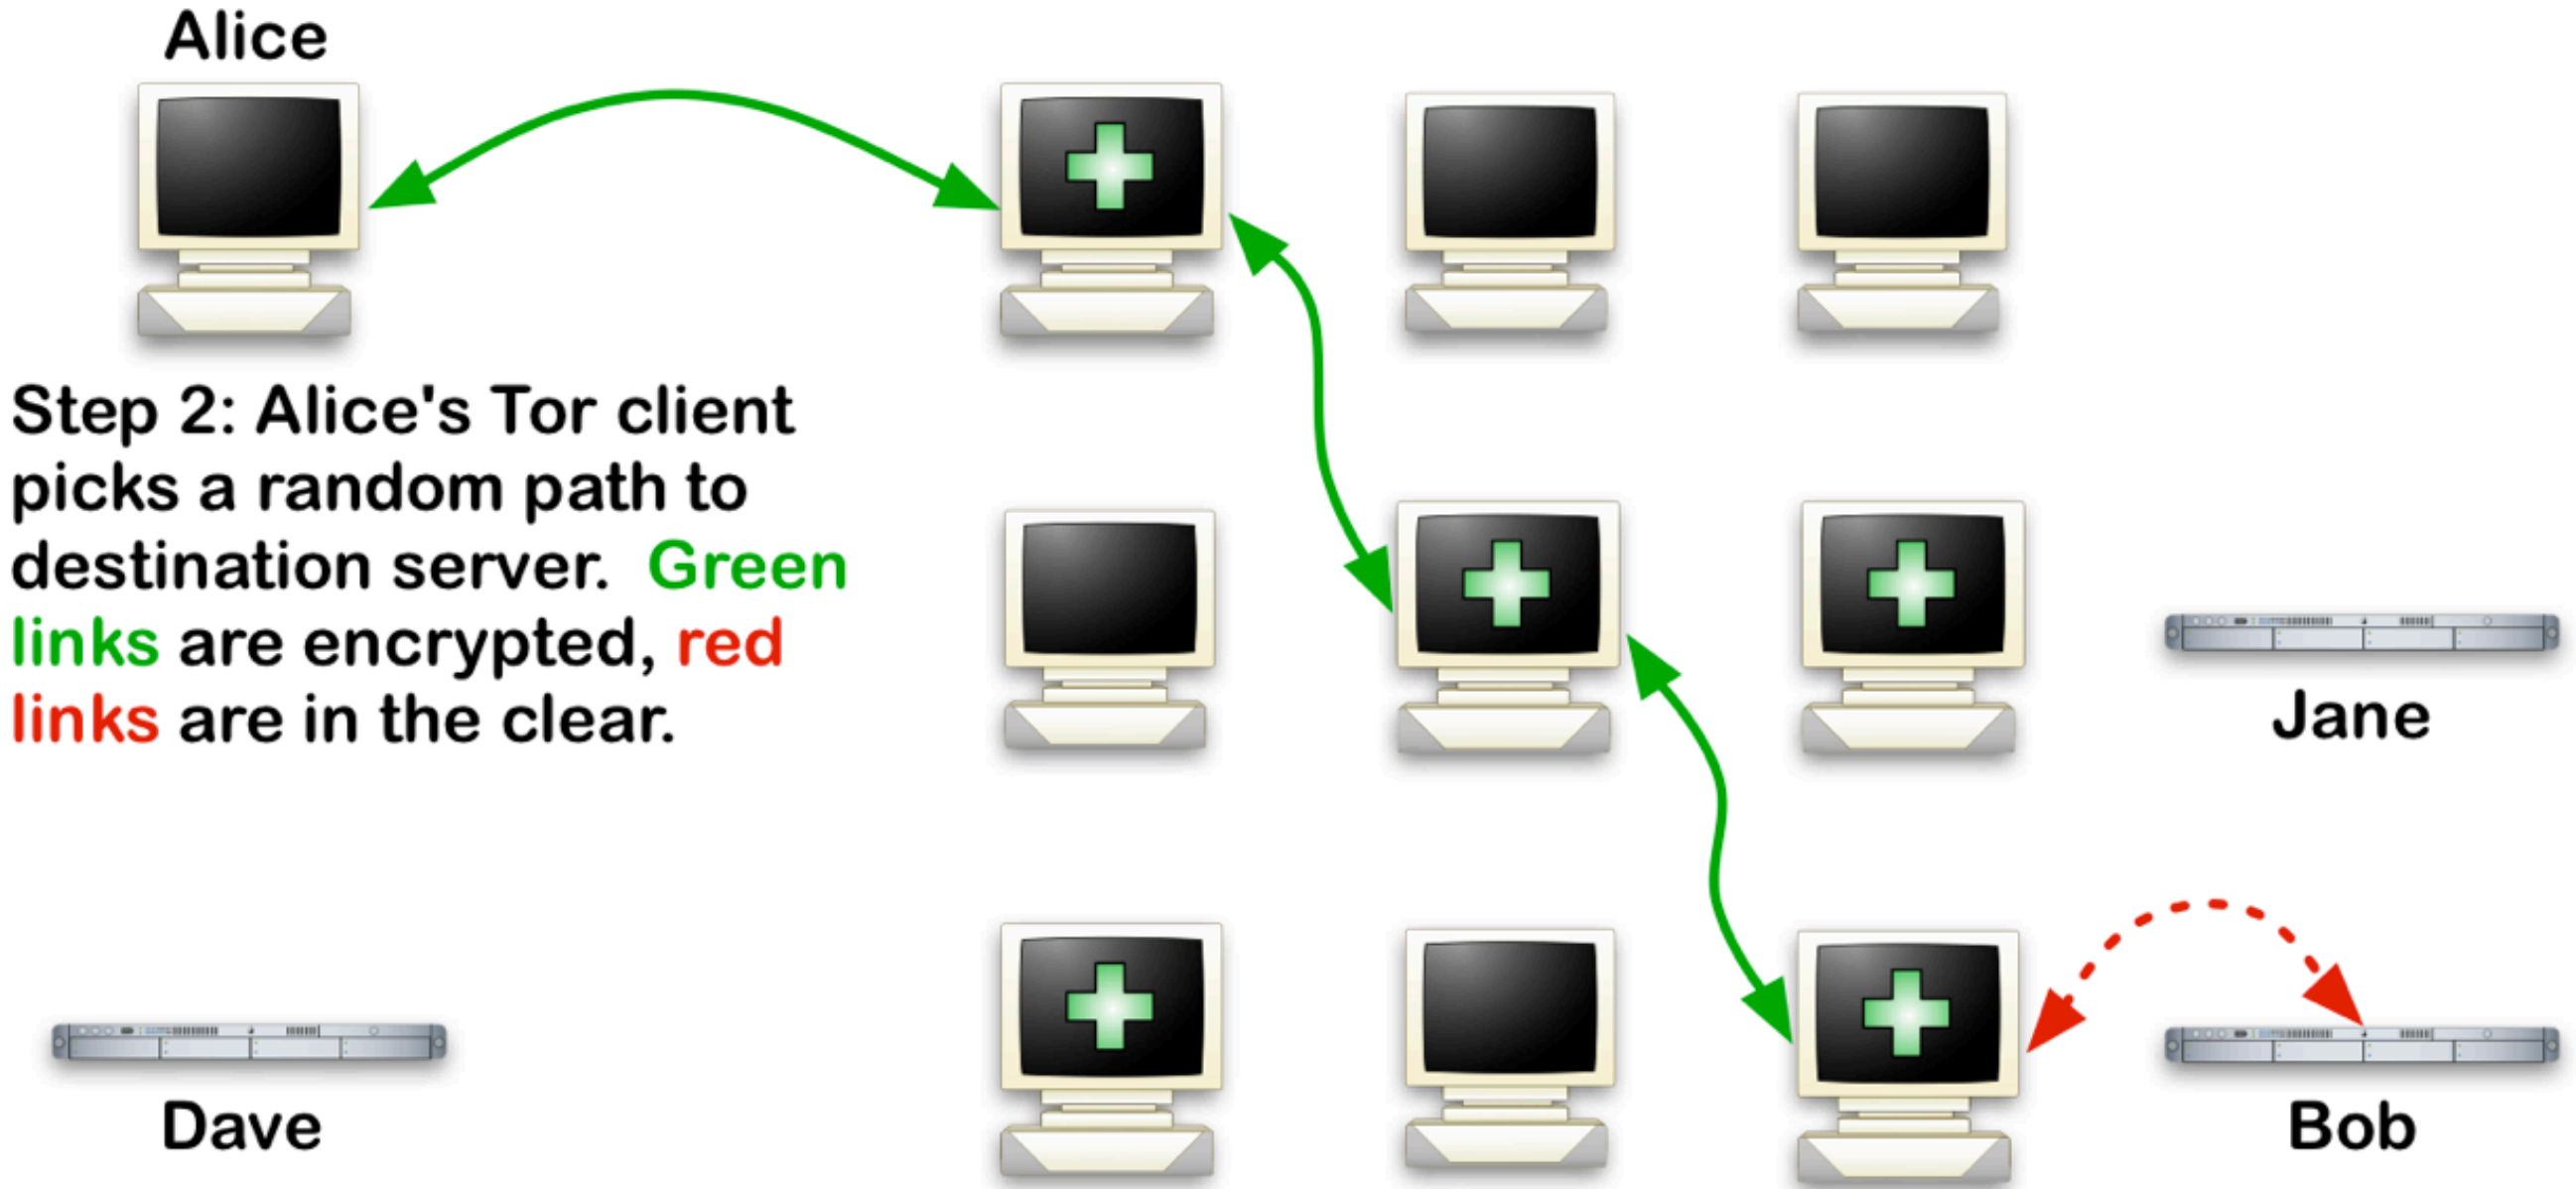 Alice
Step 2: Alice's Tor client
picks a random path to
destination server. Green
links are encrypted, red
links are in the clear.
Jane
Dave
Bob